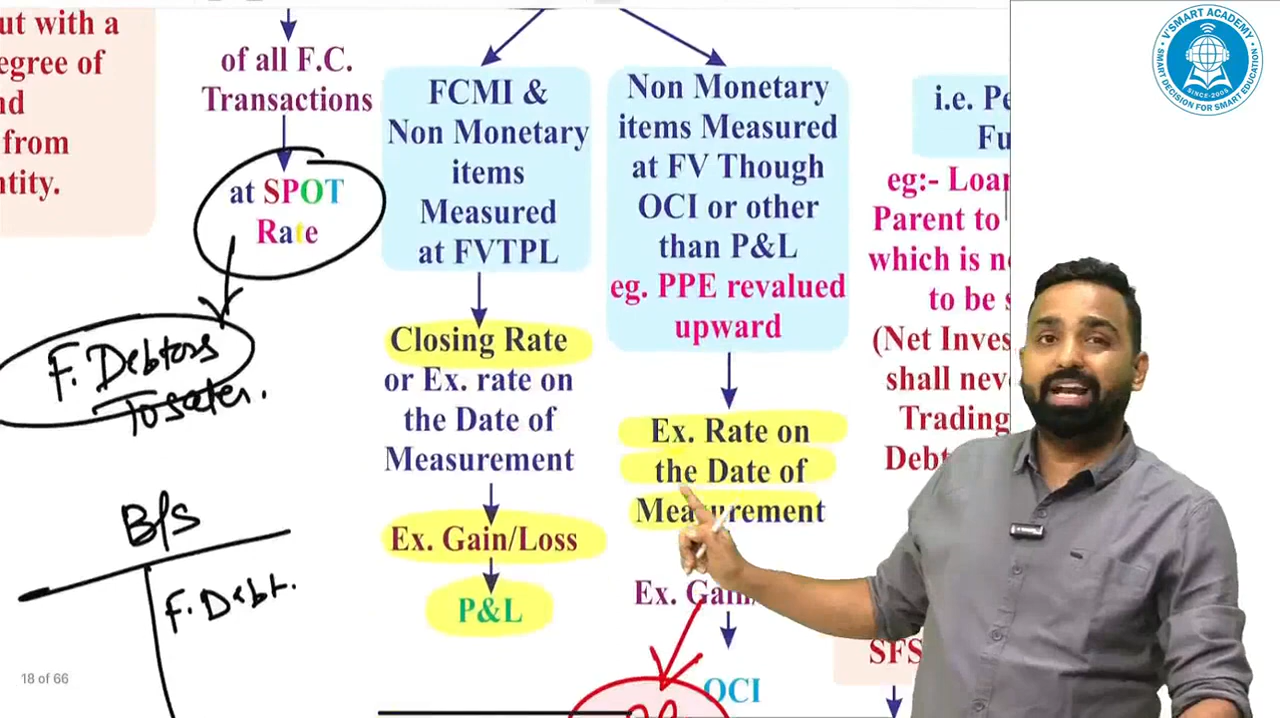 ut with a
egree of
nd
from
ntity.
of all F.C.
Transactions
at SPOT
Rate
F. Debtors
To Sales.
B/S
F. Debt.
18 of 66
FCMI &
Non Monetary
items
Measured
at FVTPL
Closing Rate
or Ex. rate on
the Date of
Measurement
Ex. Gain/Loss
P&L
Non Monetary
items Measured
at FV Though
OCI or other
than P&L
eg. PPE revalued
upward
Ex. Rate on
the Date of
Measurement
Ex. Gain/
OCI
i.e. Pe
Fu
eg:- Loan
Parent to
which is n
to be s
(Net Inves
shall neve
Trading
Debt
SFS
V'SMART ACADEMY
SINCE-2005
SMART DECISION FOR SMART EDUCATION